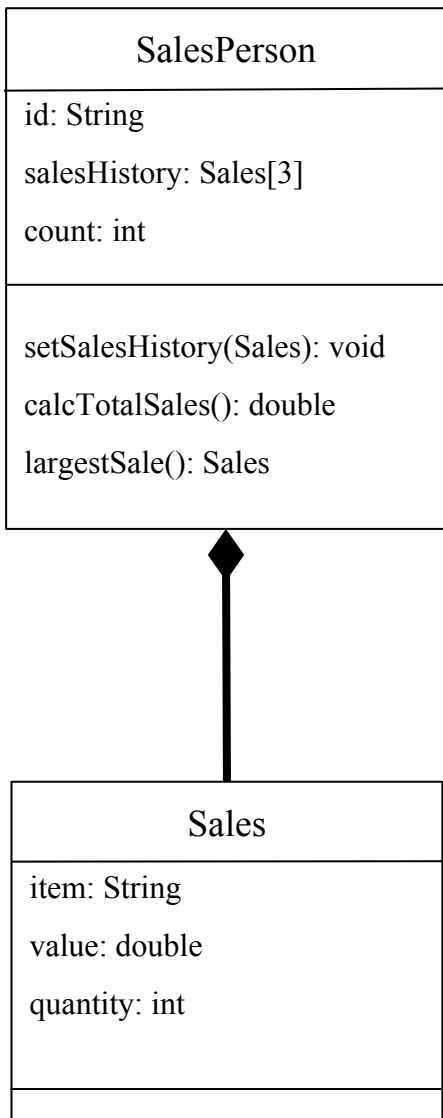 SalesPerson
id: String
salesHistory: Sales[3]
count: int
setSalesHistory(Sales): void
calcTotalSales(): double
largestSale(): Sales
Sales
item: String
value: double
quantity: int